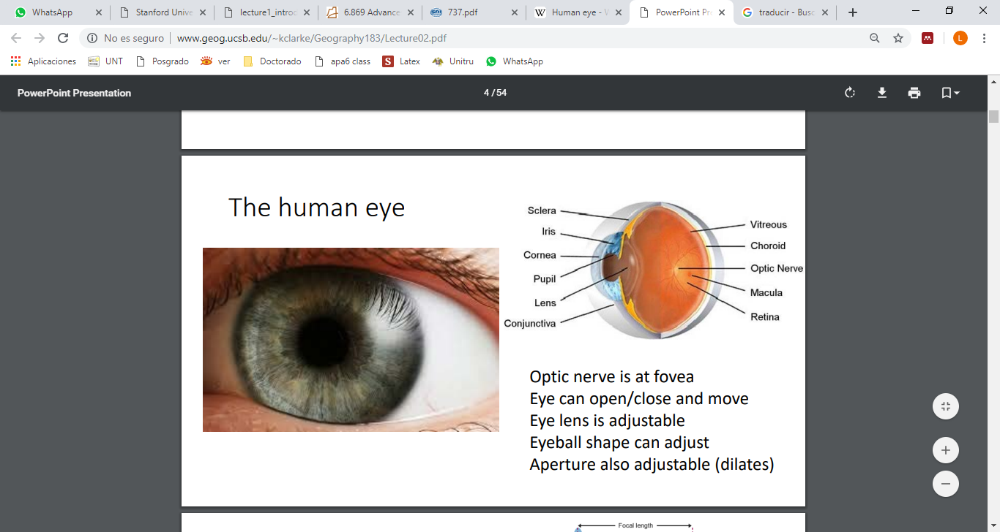 WhatsApp
Stanford Unive
lecture1_introd
6.869 Advance
737.pdf
Human eye - W
PowerPoint Pr
traducir - Busc
No es seguro
www.geog.ucsb.edu/~kclarke/Geography183/Lecture02.pdf
L
Aplicaciones
UNT
Posgrado
ver
Doctorado
apa6 class
S
Latex
Unitru
WhatsApp
PowerPoint Presentation
4 / 54
The human eye
Sclera
Iris
Cornea
Pupil
Lens
Conjunctiva
Vitreous
Choroid
Optic Nerve
Macula
Retina
Optic nerve is at fovea
Eye can open/close and move
Eye lens is adjustable
Eyeball shape can adjust
Aperture also adjustable (dilates)
Focal length